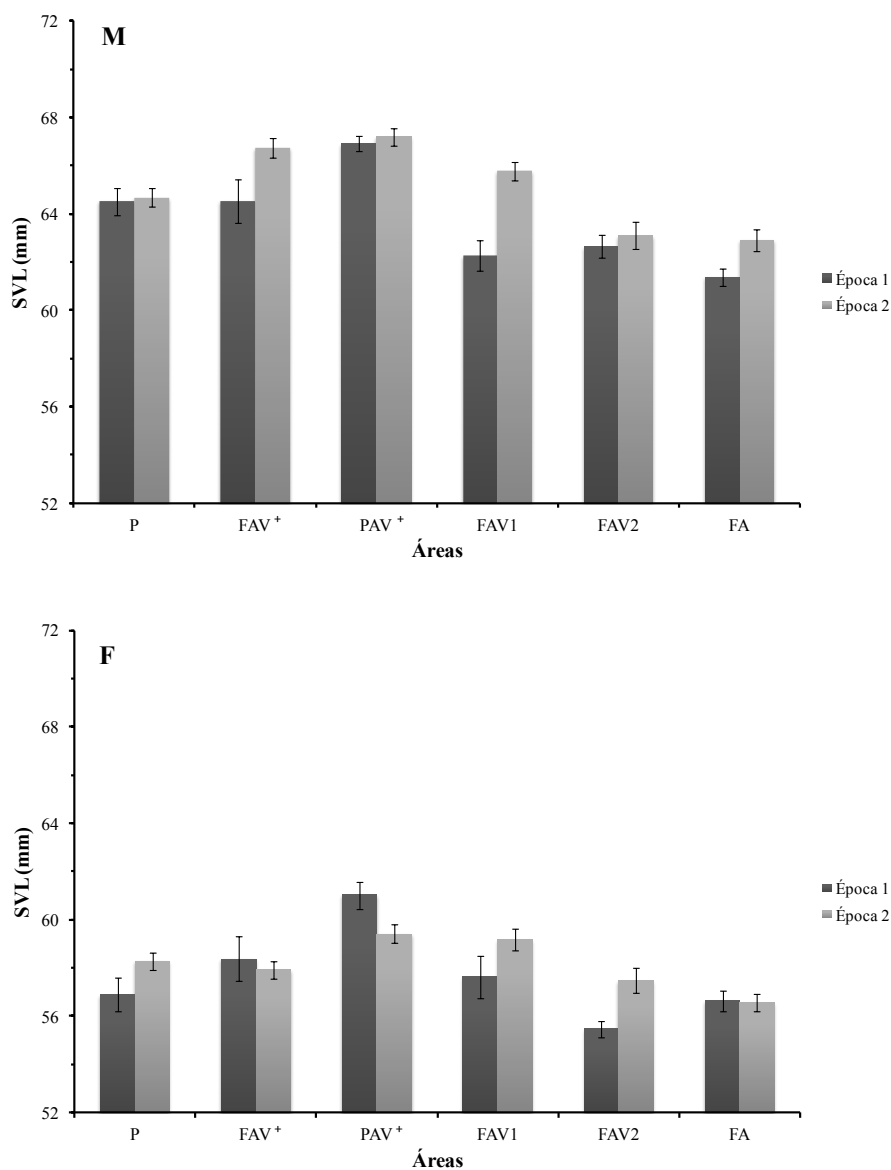 M
72
68
64
60
56
52
SVL (mm)
P FAV⁺ PAV⁺ FAV1 FAV2 FA
Áreas
Época 1
Época 2
F
72
68
64
60
56
52
SVL (mm)
P FAV⁺ PAV⁺ FAV1 FAV2 FA
Áreas
Época 1
Época 2